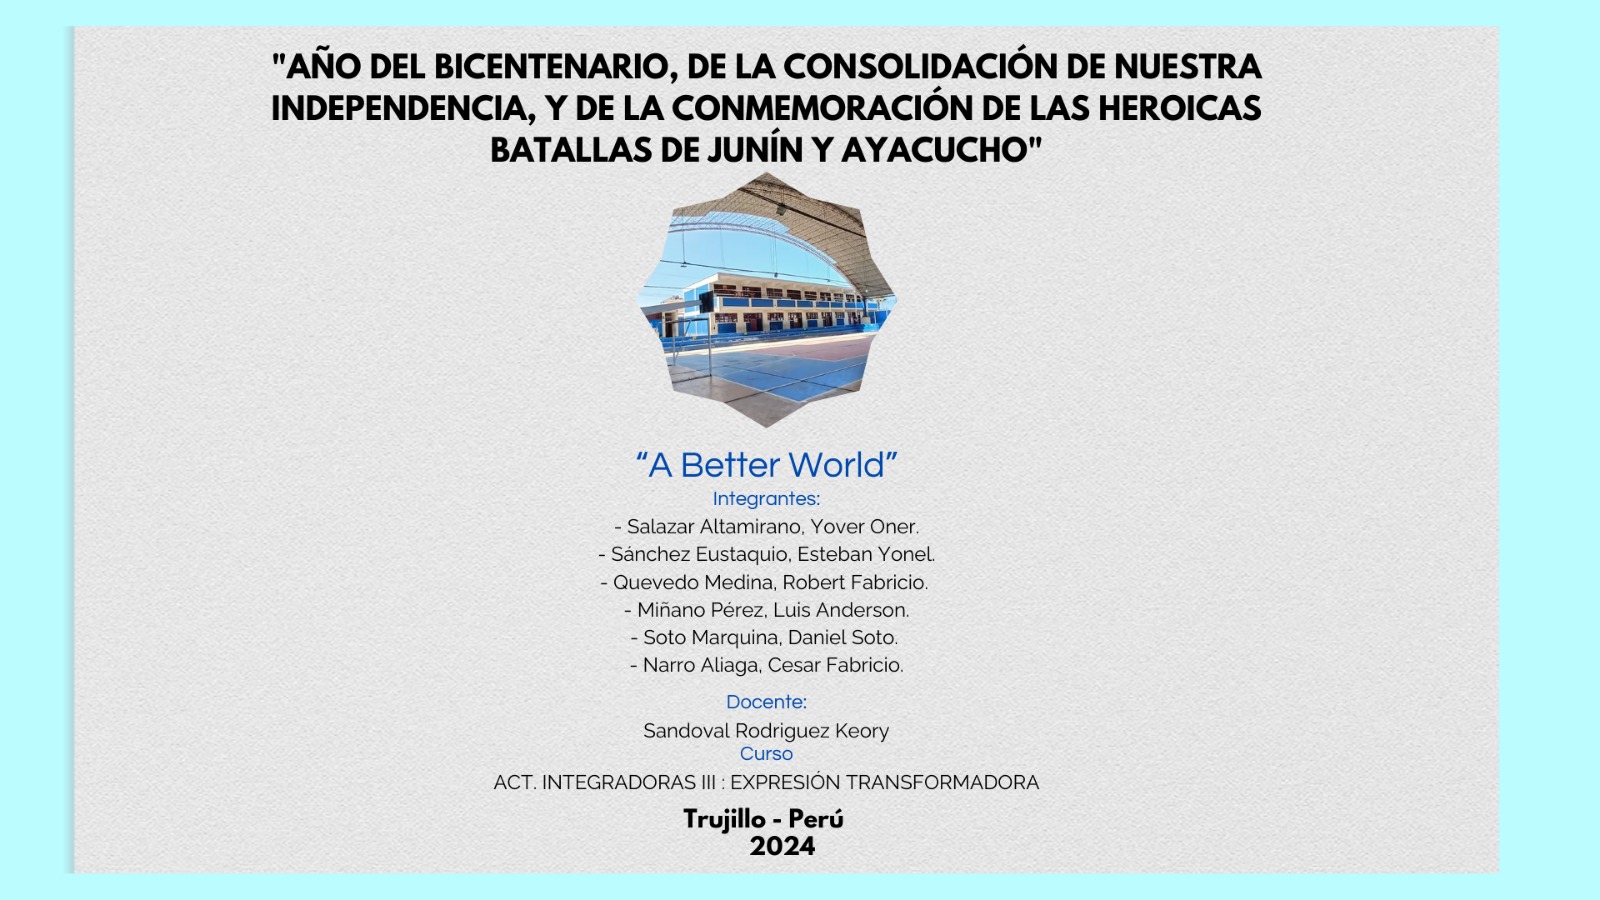 "AÑO DEL BICENTENARIO, DE LA CONSOLIDACIÓN DE NUESTRA
INDEPENDENCIA, Y DE LA CONMEMORACIÓN DE LAS HEROICAS
BATALLAS DE JUNÍN Y AYACUCHO"
“A Better World”
Integrantes:
- Salazar Altamirano, Yover Oner.
- Sánchez Eustaquio, Esteban Yonel.
- Quevedo Medina, Robert Fabricio.
- Miñano Pérez, Luis Anderson.
- Soto Marquina, Daniel Soto.
- Narro Aliaga, Cesar Fabricio.
Docente:
Sandoval Rodriguez Keory
Curso
ACT. INTEGRADORAS III : EXPRESIÓN TRANSFORMADORA
Trujillo - Perú
2024